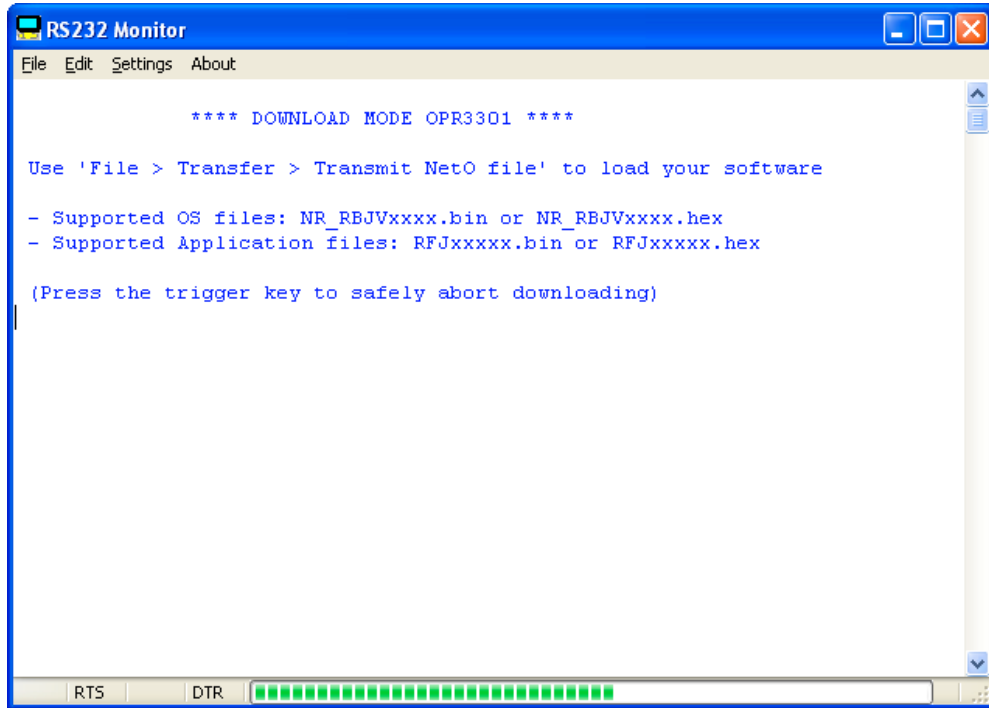 RS232 Monitor
File Edit Settings About
**** DOWNLOAD MODE OPR3301 ****
Use 'File > Transfer > Transmit NetO file' to load your software
- Supported OS files: NR_RBJVxxxx.bin or NR_RBJVxxxx.hex
- Supported Application files: RFJxxxxx.bin or RFJxxxxx.hex
(Press the trigger key to safely abort downloading)
RTS DTR